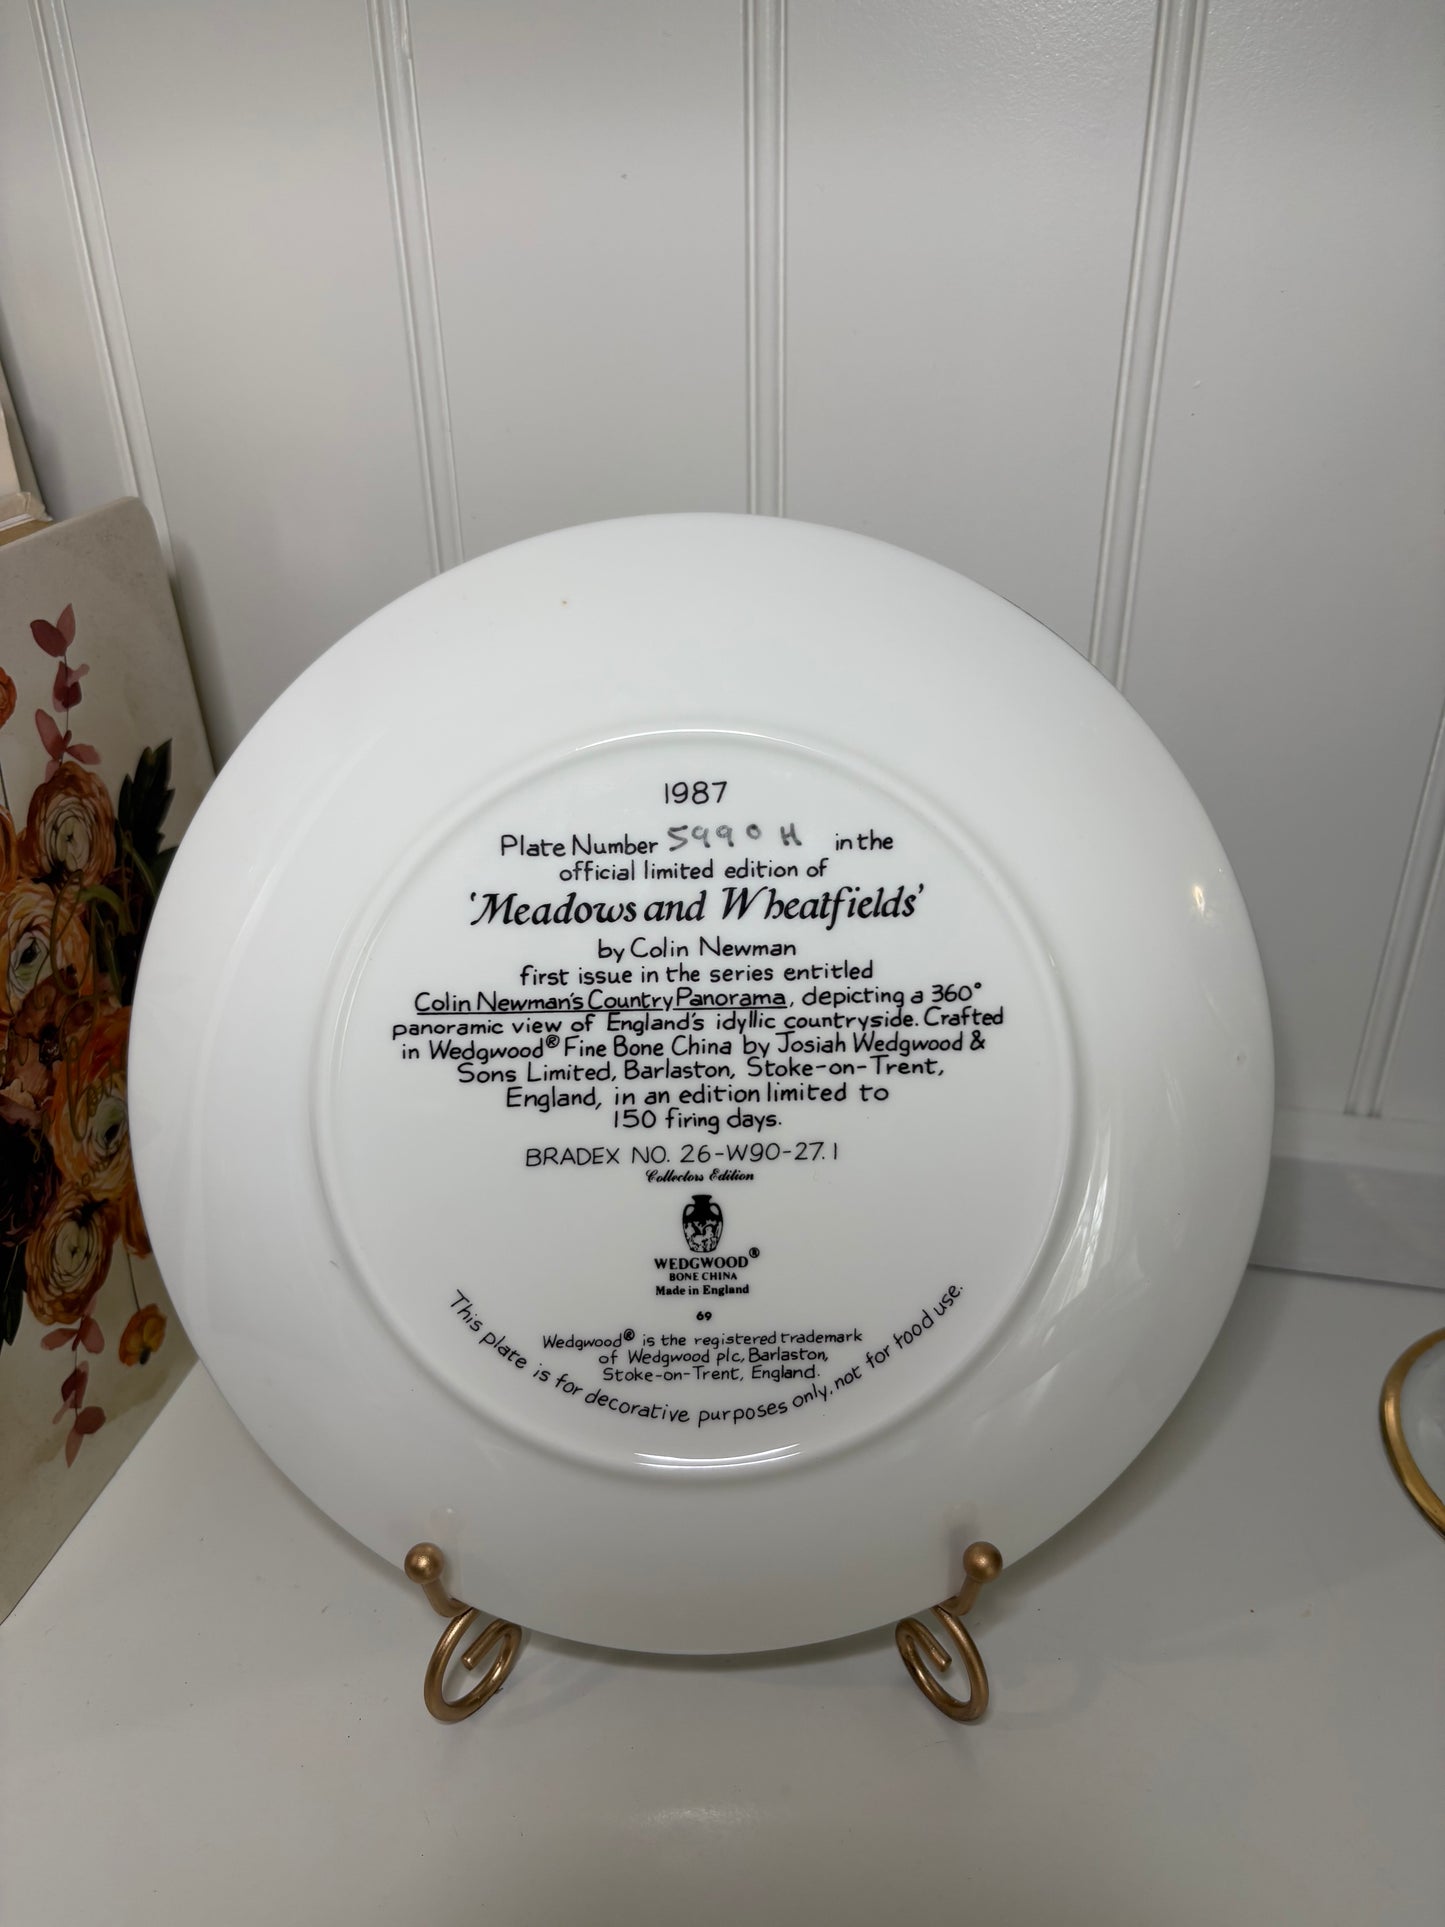 1987
Plate Number 5990 H in the
official limited edition of
'Meadows and Wheatfields'
by Colin Newman
first issue in the series entitled
Colin Newman's Country Panorama, depicting a 360°
panoramic view of England's idyllic countryside. Crafted
in Wedgwood® Fine Bone China by Josiah Wedgwood &
Sons Limited, Barlaston, Stoke-on-Trent,
England, in an edition limited to
150 firing days.
BRADEX NO. 26-W90-27.1
Collectors Edition
WEDGWOOD®
BONE CHINA
Made in England
69
Wedgwood® is the registered trademark
of Wedgwood plc, Barlaston,
Stoke-on-Trent, England.
This plate is for decorative purposes only, not for food use.